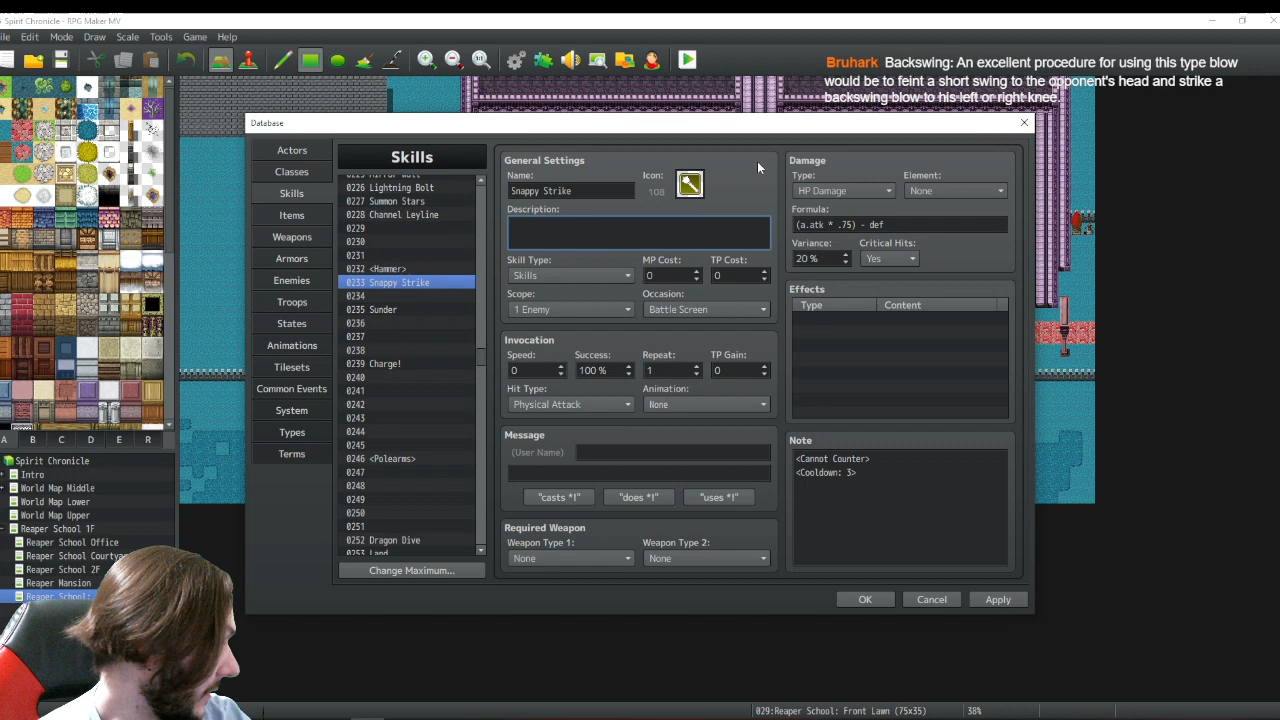 Spirit Chronicle - RPG Maker MV
Edit Mode Draw Scale Tools Game Help
Bruhark Backswing: An excellent procedure for using this type blow
would be to feint a short swing to the opponent's head and strike a
backswing blow to his left or right knee.
Database
Actors
Classes
Skills
Items
Weapons
Armors
Enemies
Troops
States
Animations
Tilesets
Common Events
System
Types
Terms
Skills
0226 Lightning Bolt
0227 Summon Stars
0228 Channel Leyline
0229
0230
0231
0232 <Hammer>
0233 Snappy Strike
0234
0235 Sunder
0236
0237
0238
0239 Charge!
0240
0241
0242
0243
0244
0245
0246 <Polearms>
0247
0248
0249
0250
0251
0252 Dragon Dive
0253 Land
Change Maximum...
General Settings
Name: Icon:
Snappy Strike 108
Description:
Skill Type: MP Cost: TP Cost:
Skills 0 0
Scope: Occasion:
1 Enemy Battle Screen
Invocation
Speed: Success: Repeat: TP Gain:
0 100 % 1 0
Hit Type: Animation:
Physical Attack None
Message
(User Name)
"casts *!" "does *!" "uses *!"
Required Weapon
Weapon Type 1: Weapon Type 2:
None None
Damage
Type: Element:
HP Damage None
Formula:
(a.atk * .75) - def
Variance: Critical Hits:
20 % Yes
Effects
Type Content
Note
<Cannot Counter>
<Cooldown: 3>
OK Cancel Apply
A B C D E R
Spirit Chronicle
Intro
World Map Middle
World Map Lower
World Map Upper
Reaper School 1F
Reaper School Office
Reaper School Courtya
Reaper School 2F
Reaper Mansion
Reaper School:
029:Reaper School: Front Lawn (75x35) 38%